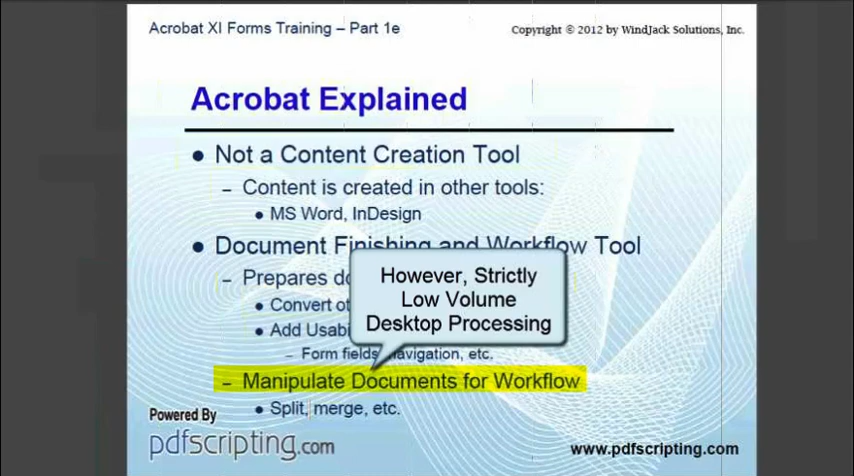 Acrobat XI Forms Training – Part 1e
Copyright © 2012 by WindJack Solutions, Inc.
Acrobat Explained
● Not a Content Creation Tool
– Content is created in other tools:
● MS Word, InDesign
● Document Finishing and Workflow Tool
– Prepares
● Convert
● Add
However, Strictly
Low Volume
Desktop Processing
– Form fields, navigation, etc.
– Manipulate Documents for Workflow
● Split, merge, etc.
Powered By
pdfscripting.com
www.pdfscripting.com